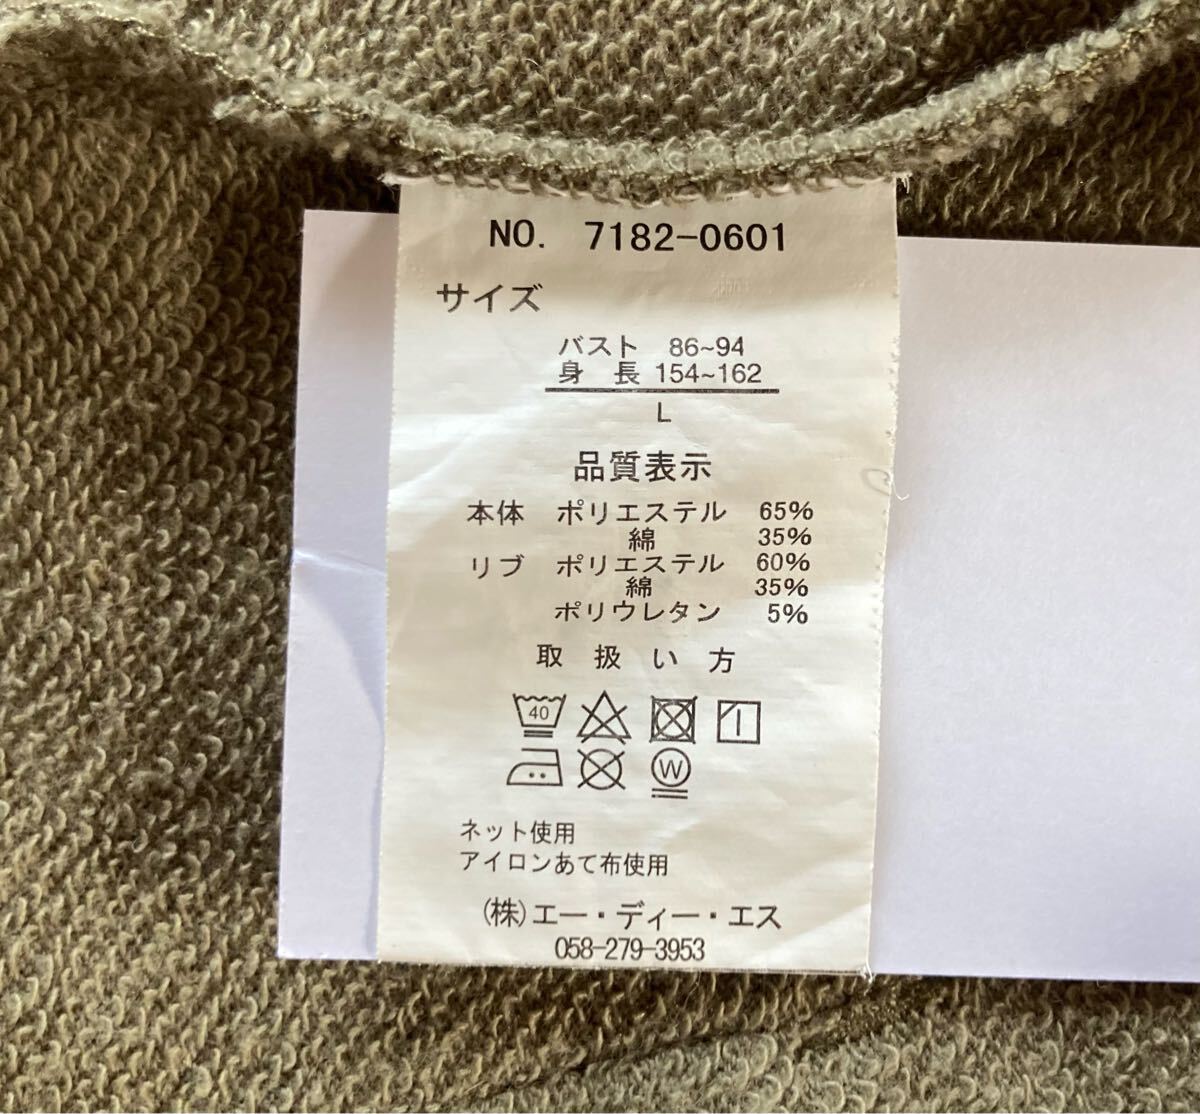 NO. 7182-0601
サイズ
バスト 86~94
身 長 154~162
L
品質表示
本体 ポリエステル 65%
綿 35%
リブ ポリエステル 60%
綿 35%
ポリウレタン 5%
取 扱 い 方
40
W
ネット使用
アイロンあて布使用
(株)エー・ディー・エス
058-279-3953